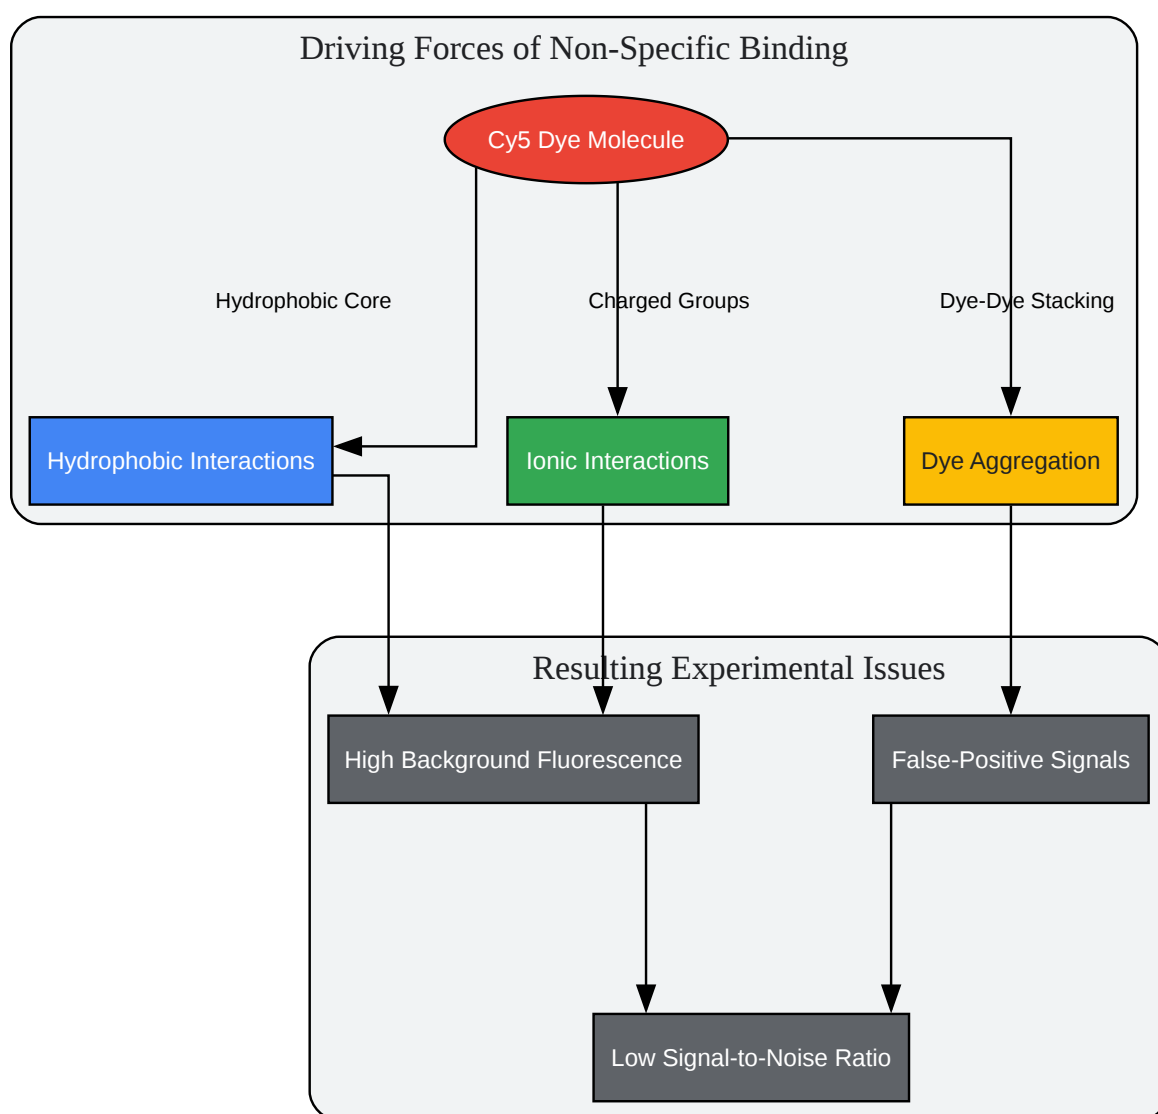 Driving Forces of Non-Specific Binding
Cy5 Dye Molecule
Hydrophobic Core
Charged Groups
Dye-Dye Stacking
Hydrophobic Interactions
Ionic Interactions
Dye Aggregation
Resulting Experimental Issues
High Background Fluorescence
False-Positive Signals
Low Signal-to-Noise Ratio